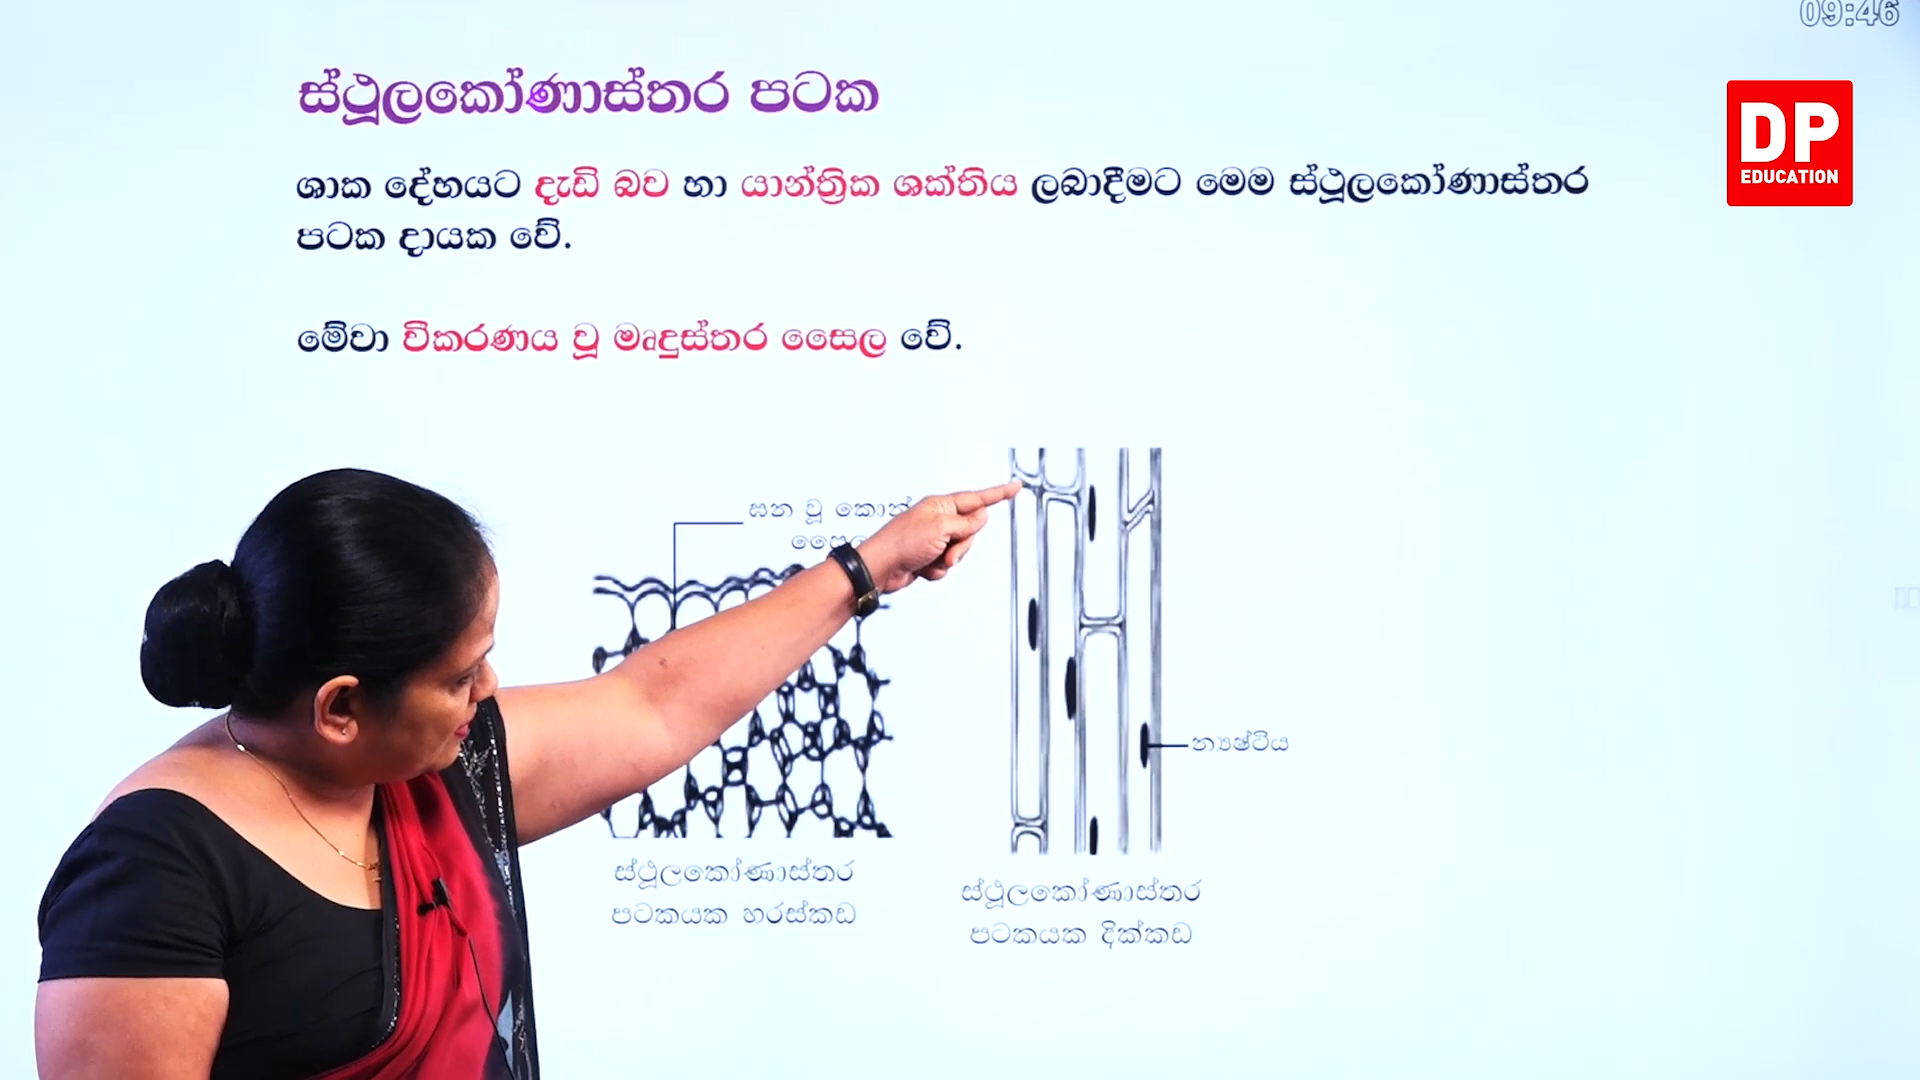 09:46
ස්ථූලකෝණාස්තර පටක
DP
EDUCATION
ශාක දේහයට දැඩි බව හා යාන්ත්‍රික ශක්තිය ලබාදීමට මෙම ස්ථූලකෝණාස්තර
පටක දායක වේ.
මේවා විකරණය වූ මෘදුස්තර සෛල වේ.
ඝන වූ
න්‍යෂ්ටිය
ස්ථූලකෝණාස්තර
පටකයක හරස්කඩ
ස්ථූලකෝණාස්තර
පටකයක දික්කඩ